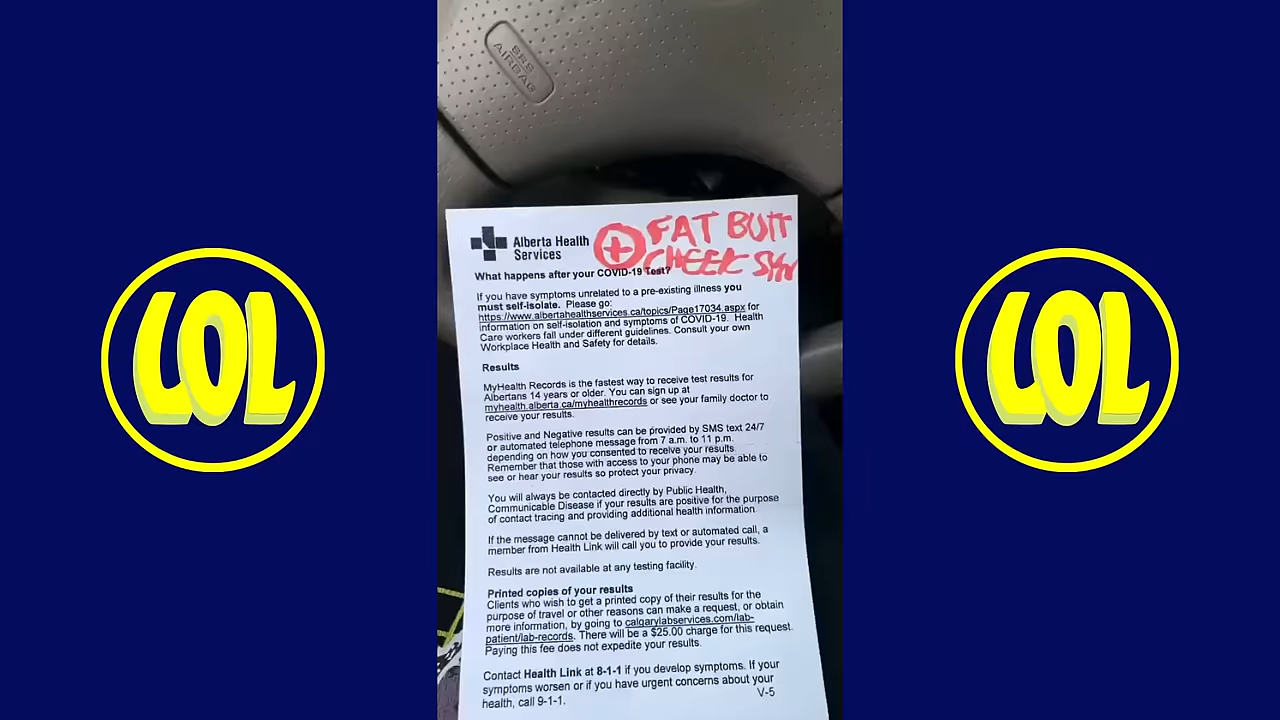 SRS
AIRBAG
LOL
LOL
Alberta Health
Services
+ FAT BUTT
CHEEK SYN
What happens after your COVID-19 Test?
If you have symptoms unrelated to a pre-existing illness you
must self-isolate. Please go:
https://www.albertahealthservices.ca/topics/Page17034.aspx for
information on self-isolation and symptoms of COVID-19. Health
Care workers fall under different guidelines. Consult your own
Workplace Health and Safety for details.
Results
MyHealth Records is the fastest way to receive test results for
Albertans 14 years or older. You can sign up at
myhealth.alberta.ca/myhealthrecords or see your family doctor to
receive your results.
Positive and Negative results can be provided by SMS text 24/7
or automated telephone message from 7 a.m. to 11 p.m.
depending on how you consented to receive your results.
Remember that those with access to your phone may be able to
see or hear your results so protect your privacy.
You will always be contacted directly by Public Health,
Communicable Disease if your results are positive for the purpose
of contact tracing and providing additional health information.
If the message cannot be delivered by text or automated call, a
member from Health Link will call you to provide your results.
Results are not available at any testing facility.
Printed copies of your results
Clients who wish to get a printed copy of their results for the
purpose of travel or other reasons can make a request, or obtain
more information, by going to calgarylabservices.com/lab-
patient/lab-records. There will be a $25.00 charge for this request.
Paying this fee does not expedite your results.
Contact Health Link at 8-1-1 if you develop symptoms. If your
symptoms worsen or if you have urgent concerns about your
health, call 9-1-1.
V-5